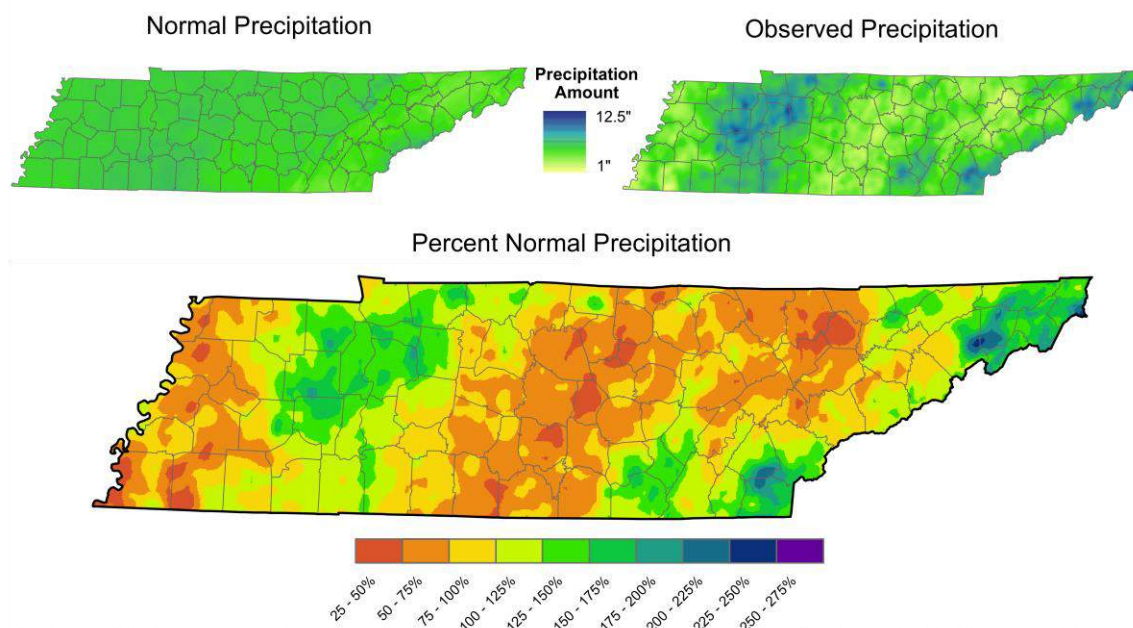 Normal Precipitation
Observed Precipitation
Precipitation
Amount
12.5"
1"
Percent Normal Precipitation
25 - 50%
50 - 75%
75 - 100%
100 - 125%
125 - 150%
150 - 175%
175 - 200%
200 - 225%
225 - 250%
250 - 275%